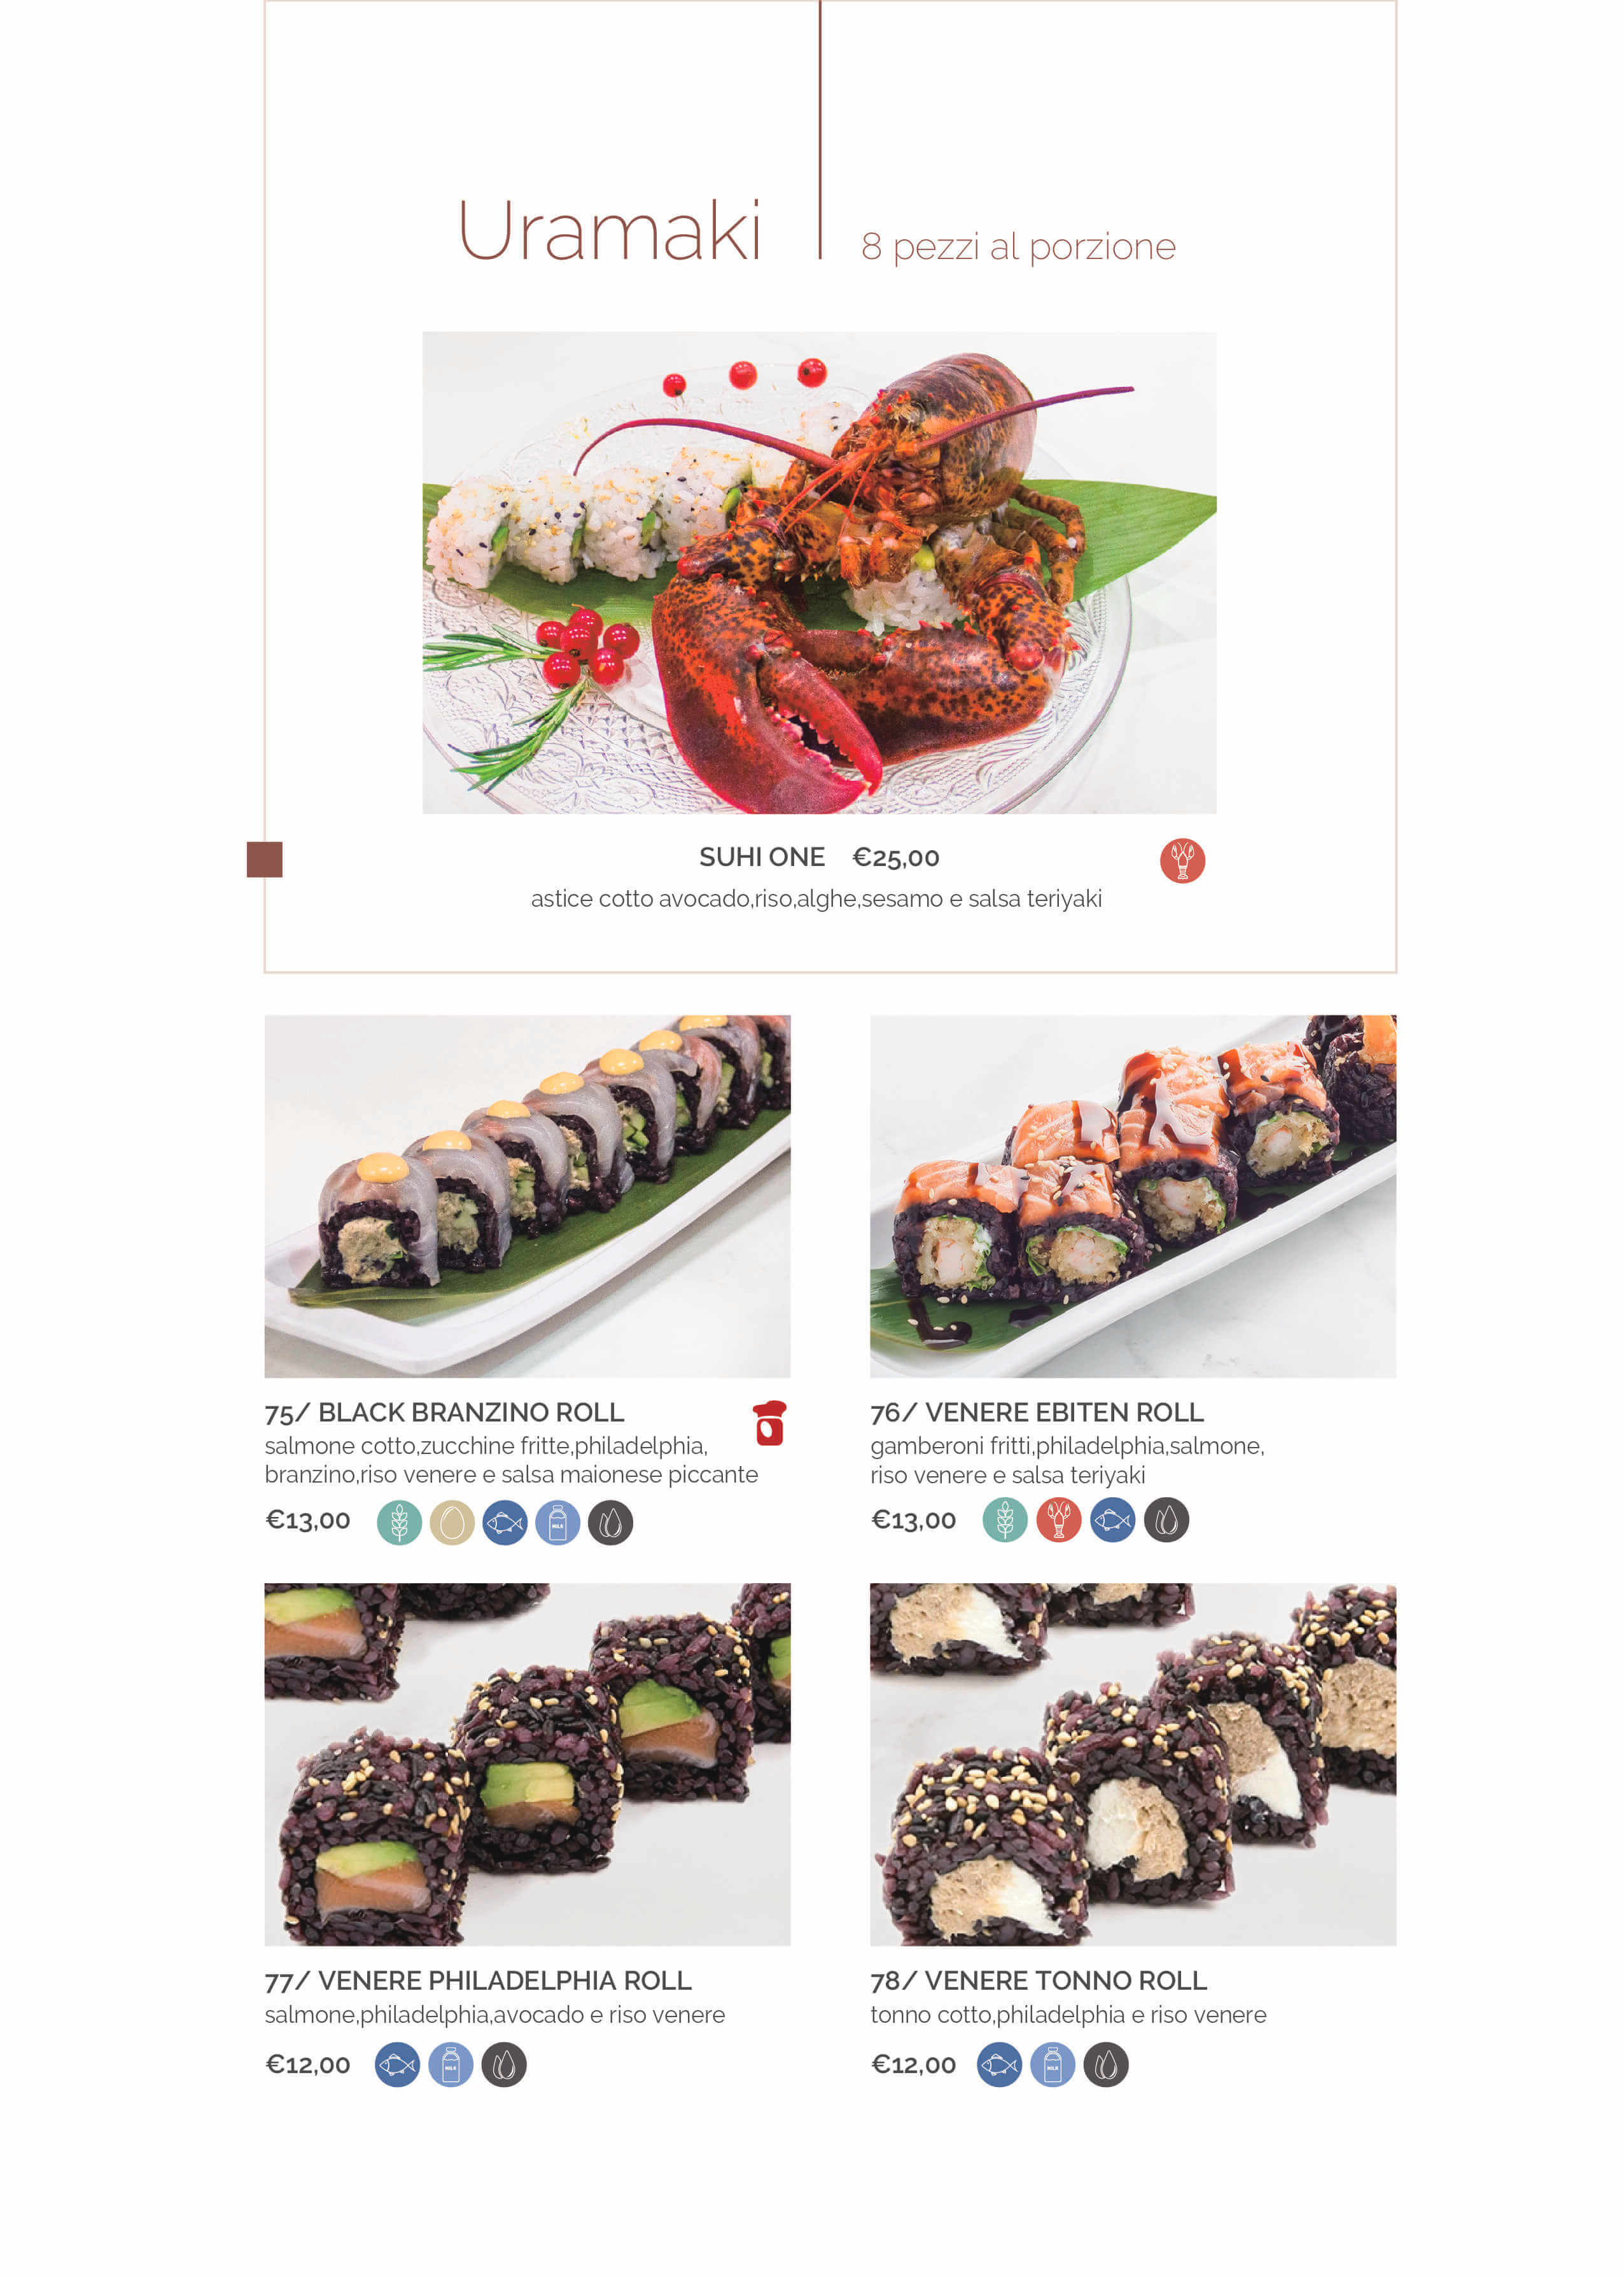 Uramaki
8 pezzi al porzione
SUHI ONE €25,00
astice cotto avocado,riso,alghe,sesamo e salsa teriyaki
75/ BLACK BRANZINO ROLL
salmone cotto,zucchine fritte,philadelphia,
branzino,riso venere e salsa maionese piccante
€13,00
MILK
76/ VENERE EBITEN ROLL
gamberoni fritti,philadelphia,salmone,
riso venere e salsa teriyaki
€13,00
77/ VENERE PHILADELPHIA ROLL
salmone,philadelphia,avocado e riso venere
€12,00
MILK
78/ VENERE TONNO ROLL
tonno cotto,philadelphia e riso venere
€12,00
MILK